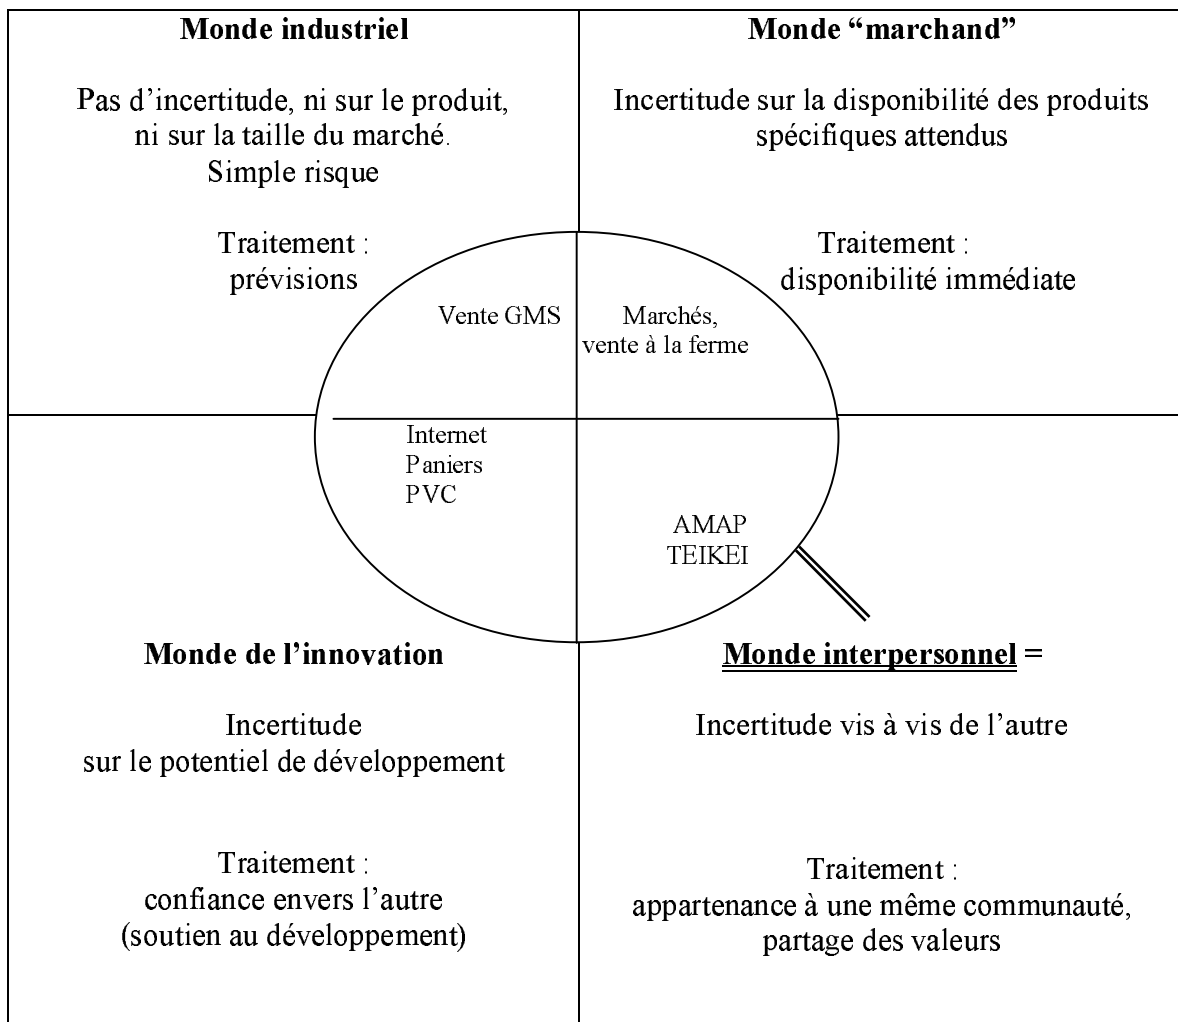 Monde industriel
Pas d’incertitude, ni sur le produit,
ni sur la taille du marché.
Simple risque
Traitement :
prévisions
Vente GMS
Monde “marchand”
Incertitude sur la disponibilité des produits
spécifiques attendus
Traitement :
disponibilité immédiate
Marchés,
vente à la ferme
Internet
Paniers
PVC
Monde de l’innovation
Incertitude
sur le potentiel de développement
Traitement :
confiance envers l’autre
(soutien au développement)
AMAP
TEIKEI
Monde interpersonnel =
Incertitude vis à vis de l’autre
Traitement :
appartenance à une même communauté,
partage des valeurs